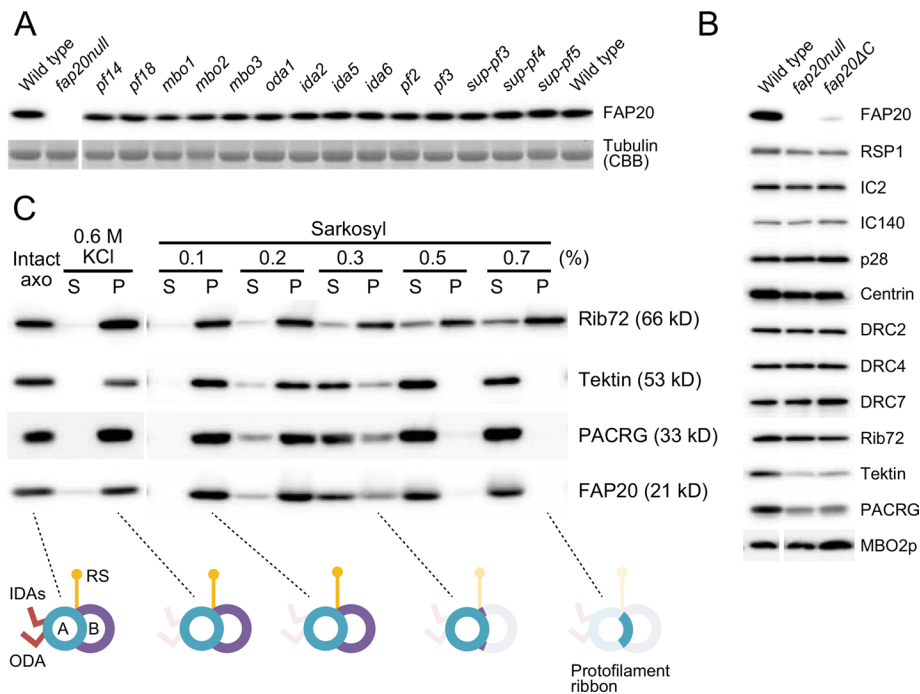 A
Wild type
fap20null
pf14
pf18
mbo1
mbo2
mbo3
oda1
ida2
ida5
ida6
pf2
pf3
sup-pf3
sup-pf4
sup-pf5
Wild type
FAP20
Tubulin
(CBB)
B
Wild type
fap20null
fap20ΔC
FAP20
RSP1
IC2
IC140
p28
Centrin
DRC2
DRC4
DRC7
Rib72
Tektin
PACRG
MBO2p
C
Intact
axo
0.6 M
KCl
Sarkosyl
0.1 0.2 0.3 0.5 0.7 (%)
S P S P S P S P S P S P
Rib72 (66 kD)
Tektin (53 kD)
PACRG (33 kD)
FAP20 (21 kD)
RS
IDAs
A B
ODA
Protofilament
ribbon